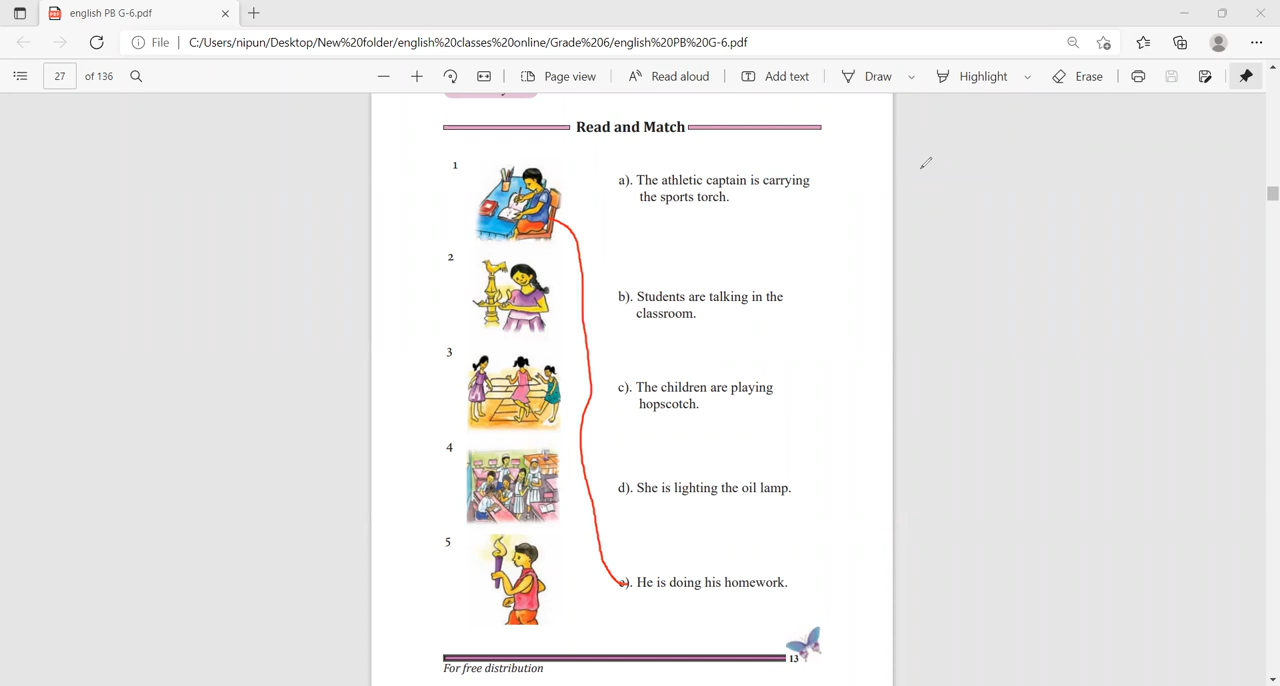 english PB G-6.pdf
File | C:/Users/nipun/Desktop/New%20folder/english%20classes%20online/Grade%206/english%20PB%20G-6.pdf
27 of 136 Page view Read aloud Add text Draw Highlight Erase
Read and Match
1
a). The athletic captain is carrying
the sports torch.
2
b). Students are talking in the
classroom.
3
c). The children are playing
hopscotch.
4
d). She is lighting the oil lamp.
5
e). He is doing his homework.
13
For free distribution